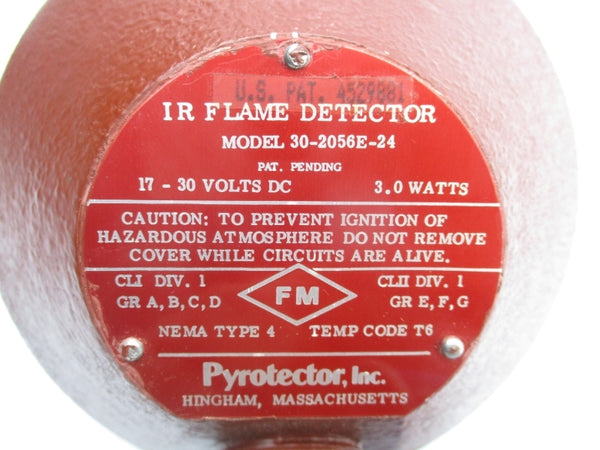 U.S. PAT. 4529881
IR FLAME DETECTOR
MODEL 30-2056E-24
PAT. PENDING
17 - 30 VOLTS DC 3.0 WATTS
CAUTION: TO PREVENT IGNITION OF
HAZARDOUS ATMOSPHERE DO NOT REMOVE
COVER WHILE CIRCUITS ARE ALIVE.
CLI DIV. 1 CLII DIV. 1
GR A, B, C, D FM GR E, F, G
NEMA TYPE 4 TEMP CODE T6
Pyrotector, Inc.
HINGHAM, MASSACHUSETTS